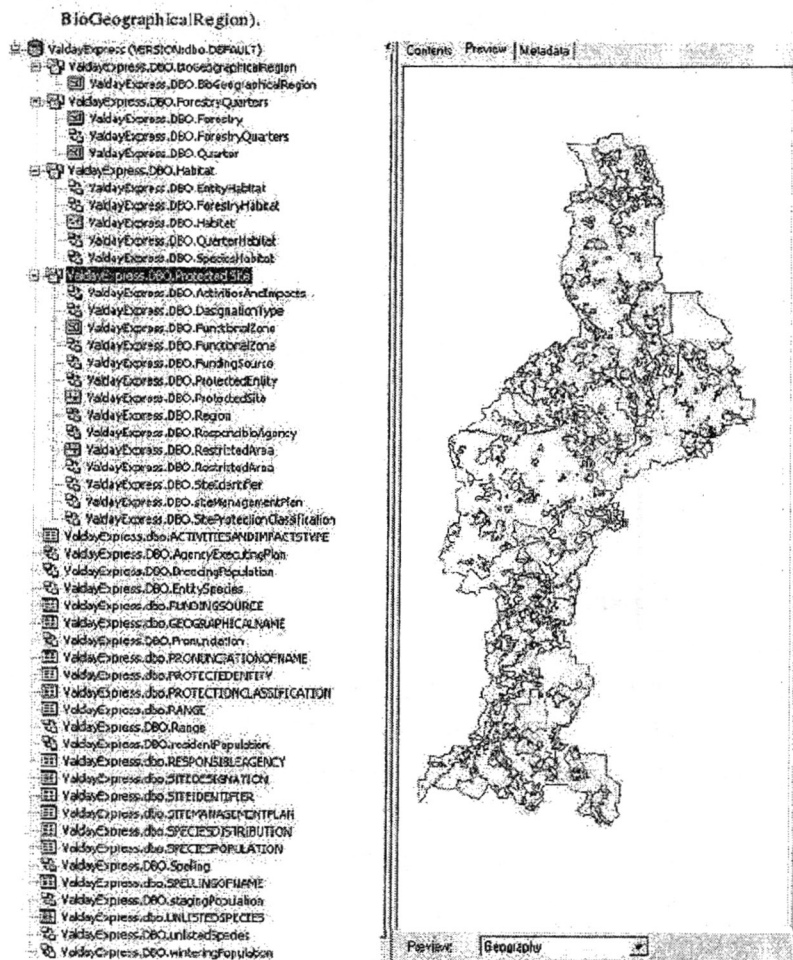 BioGeographicalRegion).
ValdayExpress (VERSION:dbo.DEFAULT)
ValdayExpress.DBO.BioGeographicalRegion
ValdayExpress.DBO.BioGeographicalRegion
ValdayExpress.DBO.ForestryQuarters
ValdayExpress.DBO.Forestry
ValdayExpress.DBO.ForestryQuarters
ValdayExpress.DBO.Quarter
ValdayExpress.DBO.Habitat
ValdayExpress.DBO.EntityHabitat
ValdayExpress.DBO.ForestryHabitat
ValdayExpress.DBO.Habitat
ValdayExpress.DBO.QuarterHabitat
ValdayExpress.DBO.SpeciesHabitat
ValdayExpress.DBO.Protected Site
ValdayExpress.DBO.ActivitiesAndImpacts
ValdayExpress.DBO.DesignationType
ValdayExpress.DBO.FunctionalZone
ValdayExpress.DBO.FunctionalZone
ValdayExpress.DBO.FundingSource
ValdayExpress.DBO.ProtectedEntity
ValdayExpress.DBO.ProtectedSite
ValdayExpress.DBO.Region
ValdayExpress.DBO.ResponcibleAgency
ValdayExpress.DBO.RestrictedArea
ValdayExpress.DBO.RestrictedArea
ValdayExpress.DBO.SiteIdentifier
ValdayExpress.DBO.siteManagementPlan
ValdayExpress.DBO.SiteProtectionClassification
ValdayExpress.dbo.ACTIVITIESANDIMPACTSTYPE
ValdayExpress.DBO.AgencyExecutingPlan
ValdayExpress.DBO.BreedingPopulation
ValdayExpress.DBO.EntitySpecies
ValdayExpress.dbo.FUNDINGSOURCE
ValdayExpress.dbo.GEOGRAPHICALNAME
ValdayExpress.DBO.Pronundation
ValdayExpress.dbo.PRONUNCIATIONOFNAME
ValdayExpress.dbo.PROTECTEDENTITY
ValdayExpress.dbo.PROTECTIONCLASSIFICATION
ValdayExpress.dbo.RANGE
ValdayExpress.DBO.Range
ValdayExpress.DBO.residentPopulation
ValdayExpress.dbo.RESPONSIBLEAGENCY
ValdayExpress.dbo.SITEDESIGNATION
ValdayExpress.dbo.SITEIDENTIFIER
ValdayExpress.dbo.SITEMANAGEMENTPLAN
ValdayExpress.dbo.SPECIESDISTRIBUTION
ValdayExpress.dbo.SPECIESPOPULATION
ValdayExpress.DBO.Spelling
ValdayExpress.dbo.SPELLINGOFNAME
ValdayExpress.DBO.stagingPopulation
ValdayExpress.dbo.UNLISTEDSPECIES
ValdayExpress.DBO.unlistedSpecies
ValdayExpress.DBO.winteringPopulation
Contents Preview Metadata
Preview: Geography